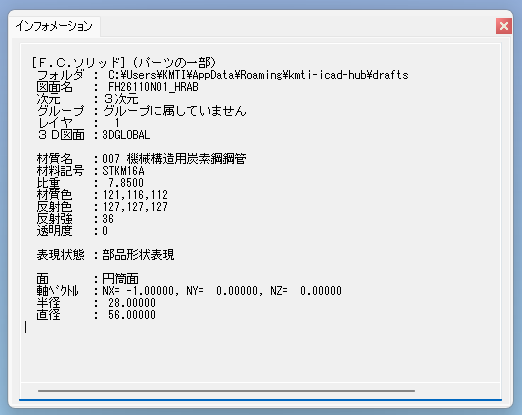 インフォメーション
[Ｆ.Ｃ.ソリッド] (パーツの一部)
フォルダ : C:¥Users¥KMTI¥AppData¥Roaming¥kmti-icad-hub¥drafts
図面名 : FH26110N01_HRAB
次元 : ３次元
グループ : グループに属していません
レイヤ : 1
３Ｄ図面 : 3DGLOBAL
材質名 : 007 機械構造用炭素鋼鋼管
材料記号 : STKM16A
比重 : 7.8500
材質色 : 121,116,112
反射色 : 127,127,127
反射強 : 36
透明度 : 0
表現状態 : 部品形状表現
面 : 円筒面
軸ﾍﾞｸﾄﾙ : NX= -1.00000, NY= 0.00000, NZ= 0.00000
半径 : 28.00000
直径 : 56.00000